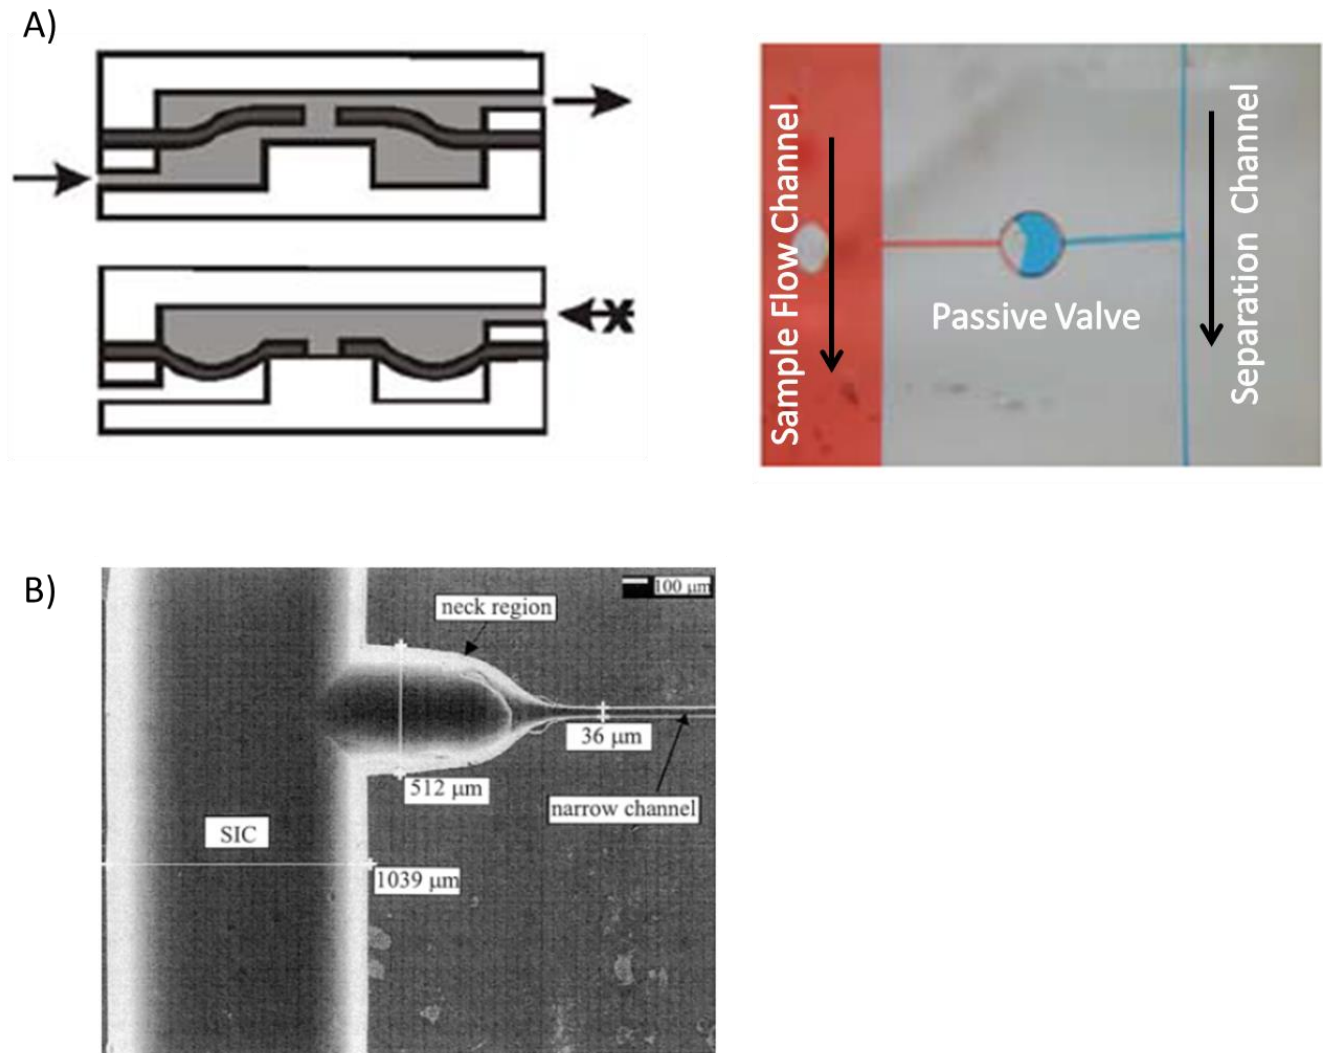 A)
Sample Flow Channel
Passive Valve
Separation Channel
B)
neck region
100 μm
36 μm
512 μm
narrow channel
SIC
1039 μm